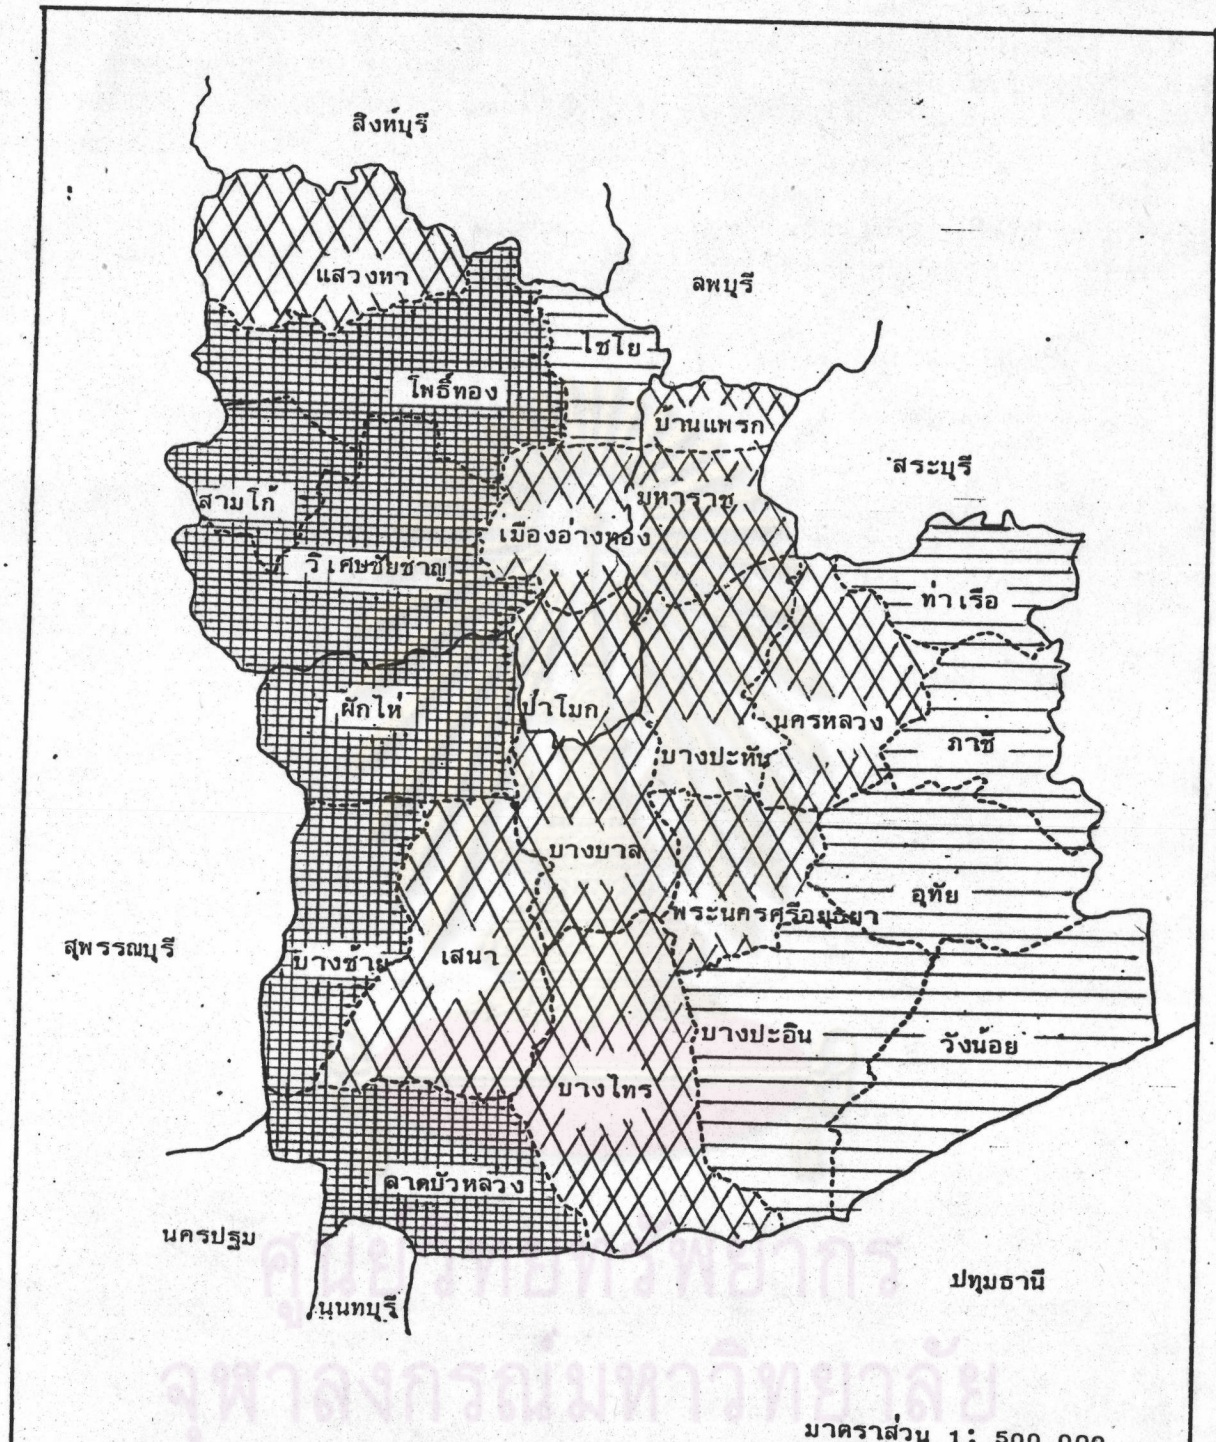 สิงห์บุรี
แสวงหา
ลพบุรี
ไชโย
โพธิ์ทอง
บ้านแพรก
สระบุรี
สามโก้
มหาราช
เมืองอ่างทอง
วิเศษชัยชาญ
ท่าเรือ
ผักไห่
ป่าโมก
นครหลวง
ภาชี
บางปะหัน
บางบาล
อุทัย
พระนครศรีอยุธยา
สุพรรณบุรี
บางซ้าย
เสนา
บางปะอิน
วังน้อย
บางไทร
ลาดบัวหลวง
นครปฐม
ศูนย์วิทยทรัพยากร
ปทุมธานี
นนทบุรี
จุฬาลงกรณ์มหาวิทยาลัย
มาตราส่วน 1: 500,000